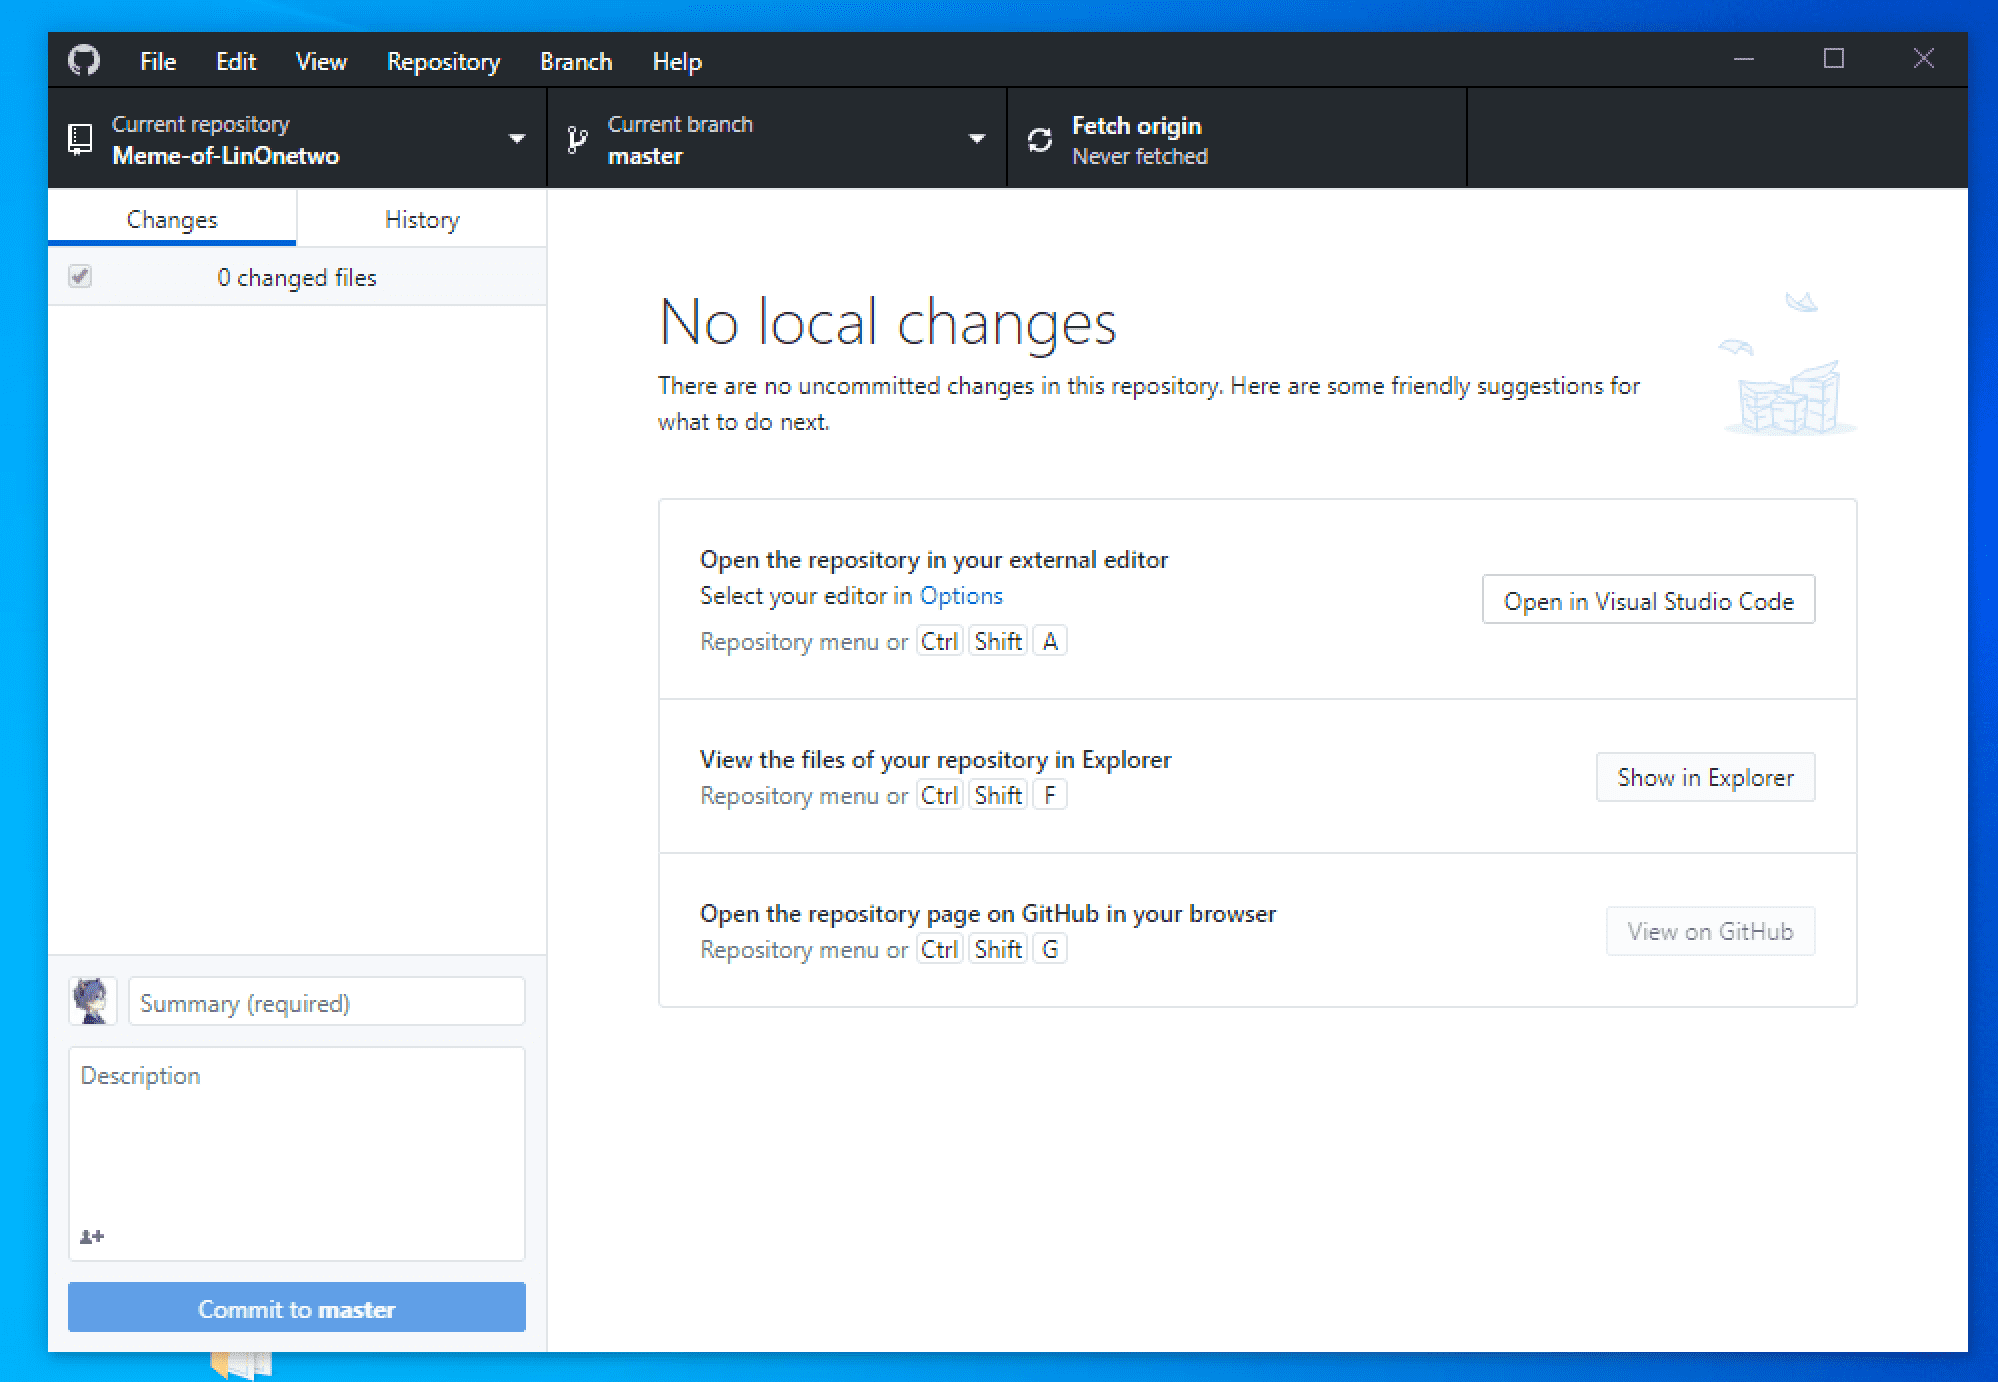 File Edit View Repository Branch Help
Current repository
Meme-of-LinOnetwo
Current branch
master
Fetch origin
Never fetched
Changes
History
0 changed files
No local changes
There are no uncommitted changes in this repository. Here are some friendly suggestions for
what to do next.
Open the repository in your external editor
Select your editor in Options
Repository menu or Ctrl Shift A
Open in Visual Studio Code
View the files of your repository in Explorer
Repository menu or Ctrl Shift F
Show in Explorer
Open the repository page on GitHub in your browser
Repository menu or Ctrl Shift G
View on GitHub
Summary (required)
Description
Commit to master